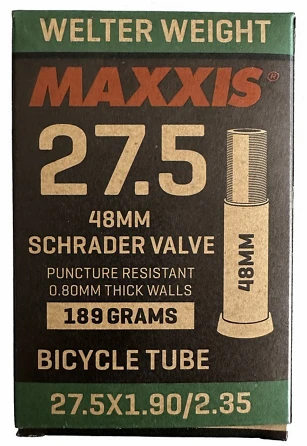 WELTER WEIGHT
MAXXIS®
27.5
48MM
SCHRADER VALVE
PUNCTURE RESISTANT
0.80MM THICK WALLS
189 GRAMS
48MM
BICYCLE TUBE
27.5X1.90/2.35